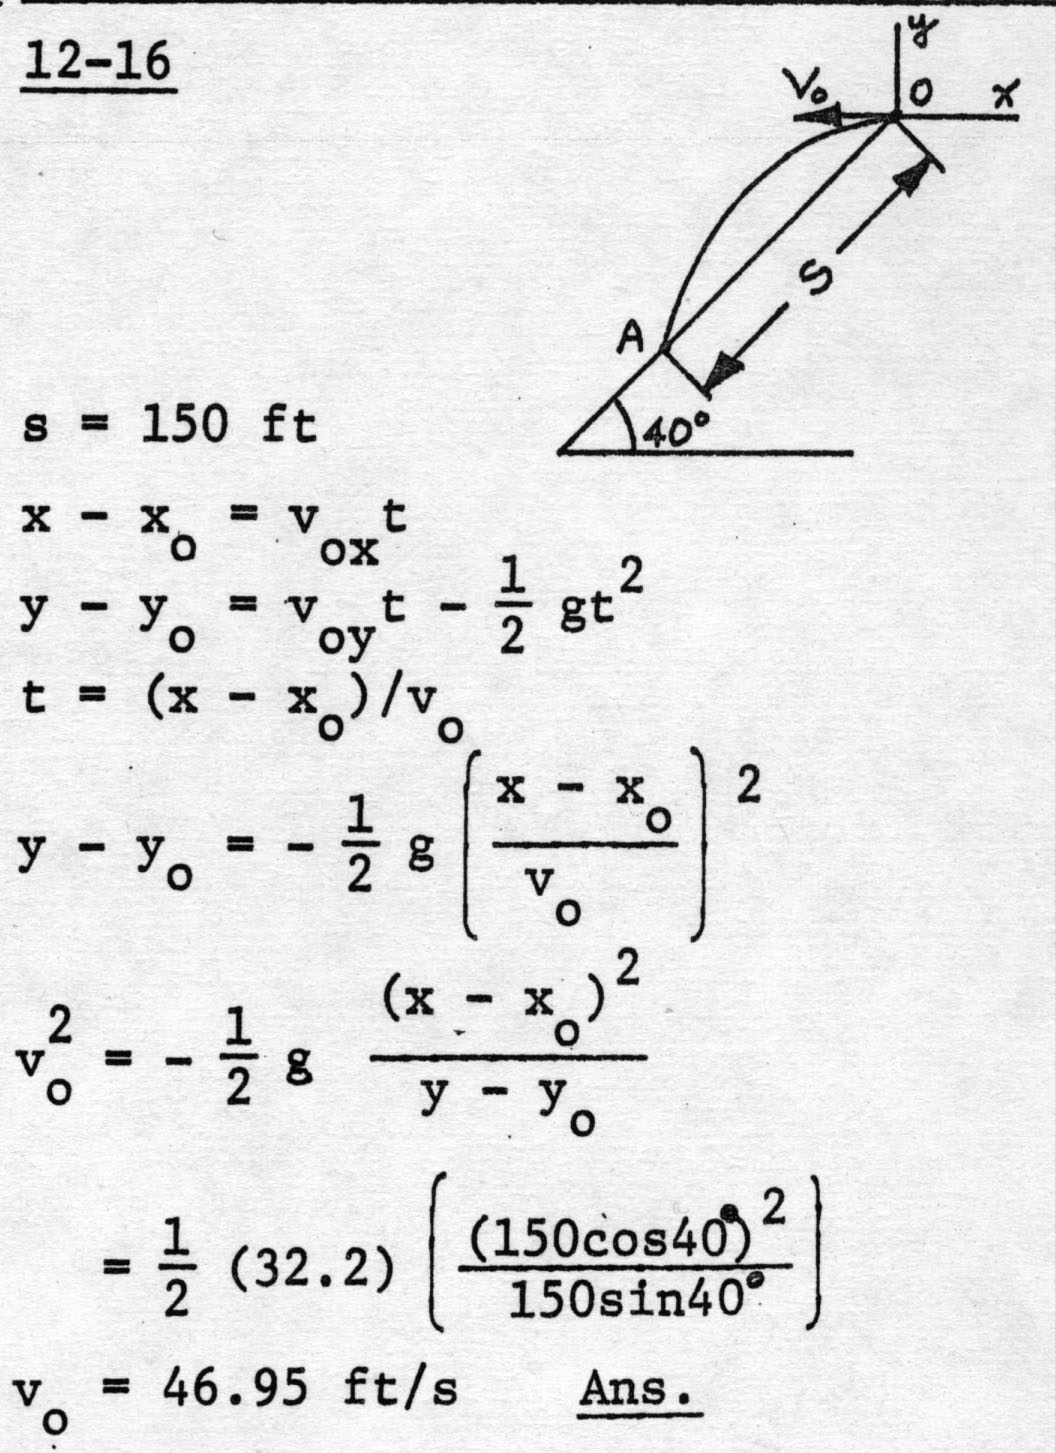 12-16
y
V₀ O x
S
A
40°
s = 150 ft
x - x₀ = v₀ₓt
y - y₀ = v_oy t - 1/2 gt²
t = (x - x₀)/v₀
y - y₀ = - 1/2 g ((x - x₀)/v₀)²
v₀² = - 1/2 g (x - x₀)²/(y - y₀)
= 1/2 (32.2) ((150cos40°)²/150sin40°)
v₀ = 46.95 ft/s Ans.